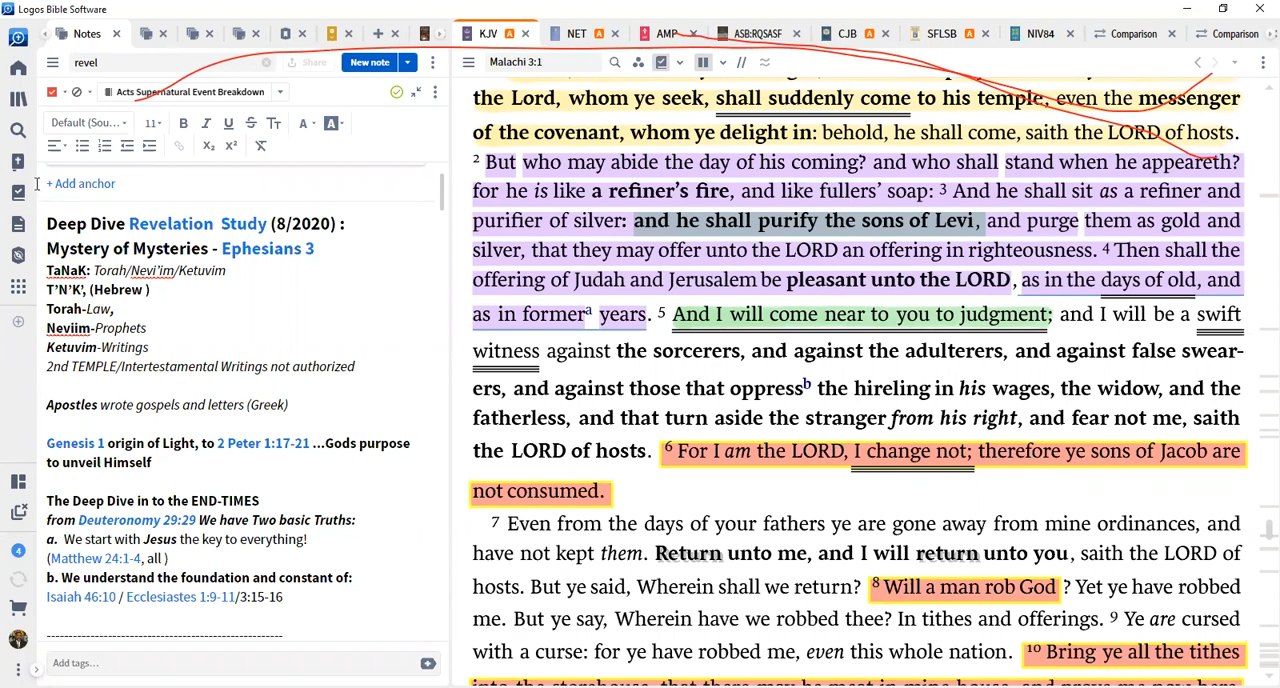 Logos Bible Software
Notes
KJV A
NET A
AMP
ASB:RQSASF
CJB A
SFLSB A
NIV84
Comparison
Comparison
revel
Share
New note
Malachi 3:1
Acts Supernatural Event Breakdown
Default (Sou...
11
B I U S Tт A A
X₂ X²
+ Add anchor
Deep Dive Revelation Study (8/2020) :
Mystery of Mysteries - Ephesians 3
TaNaK: Torah/Nevi'im/Ketuvim
T'N'K', (Hebrew )
Torah-Law,
Neviim-Prophets
Ketuvim-Writings
2nd TEMPLE/Intertestamental Writings not authorized
Apostles wrote gospels and letters (Greek)
Genesis 1 origin of Light, to 2 Peter 1:17-21 ...Gods purpose
to unveil Himself
The Deep Dive in to the END-TIMES
from Deuteronomy 29:29 We have Two basic Truths:
a. We start with Jesus the key to everything!
(Matthew 24:1-4, all )
b. We understand the foundation and constant of:
Isaiah 46:10 / Ecclesiastes 1:9-11/3:15-16
--------------------------------------------------
Add tags...
4
the Lord, whom ye seek, shall suddenly come to his temple, even the messenger
of the covenant, whom ye delight in: behold, he shall come, saith the LORD of hosts.
2 But who may abide the day of his coming? and who shall stand when he appeareth?
for he is like a refiner's fire, and like fullers' soap: 3 And he shall sit as a refiner and
purifier of silver: and he shall purify the sons of Levi, and purge them as gold and
silver, that they may offer unto the LORD an offering in righteousness. 4 Then shall the
offering of Judah and Jerusalem be pleasant unto the LORD, as in the days of old, and
as in former a years. 5 And I will come near to you to judgment; and I will be a swift
witness against the sorcerers, and against the adulterers, and against false swear-
ers, and against those that oppress b the hireling in his wages, the widow, and the
fatherless, and that turn aside the stranger from his right, and fear not me, saith
the LORD of hosts. 6 For I am the LORD, I change not; therefore ye sons of Jacob are
not consumed.
7 Even from the days of your fathers ye are gone away from mine ordinances, and
have not kept them. Return unto me, and I will return unto you, saith the LORD of
hosts. But ye said, Wherein shall we return? 8 Will a man rob God ? Yet ye have robbed
me. But ye say, Wherein have we robbed thee? In tithes and offerings. 9 Ye are cursed
with a curse: for ye have robbed me, even this whole nation. 10 Bring ye all the tithes
into the storehouse, that there may be meat in mine house, and prove me now here-